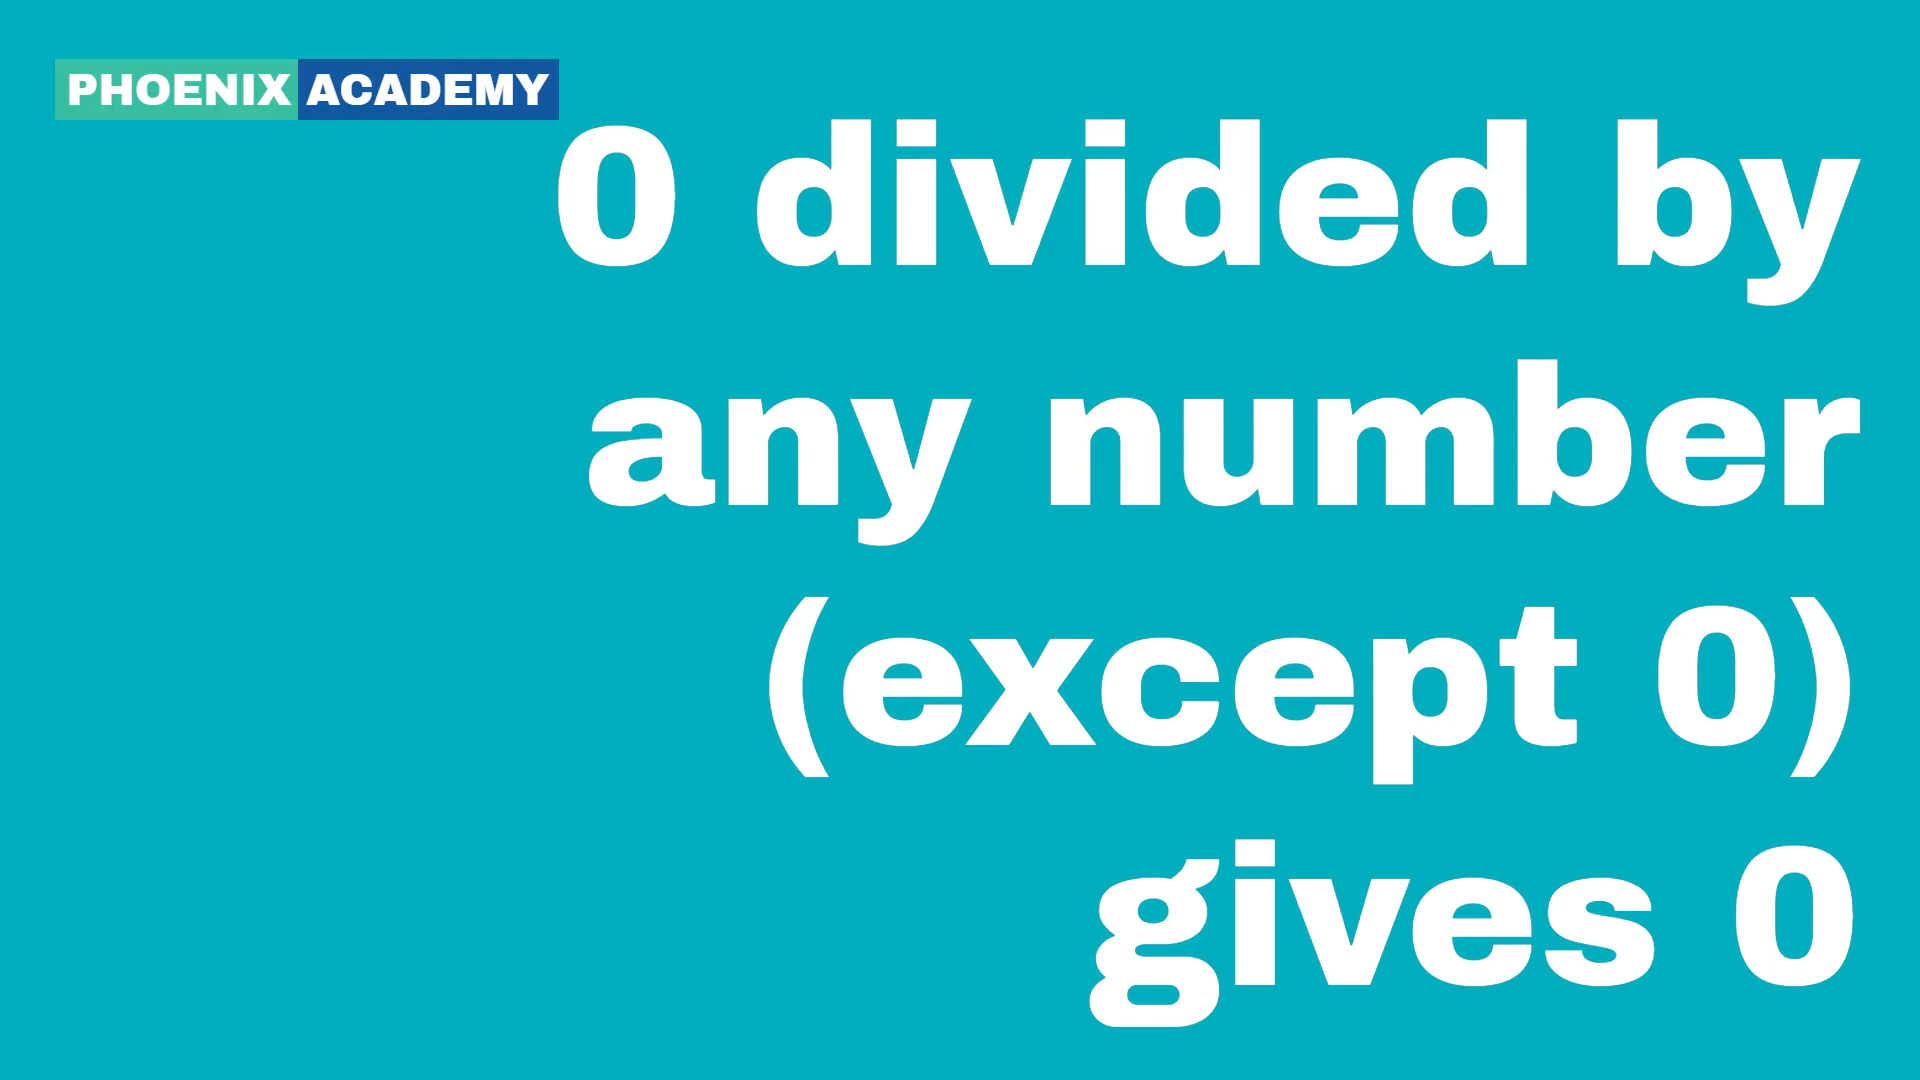 PHOENIX ACADEMY
0 divided by
any number
(except 0)
gives 0